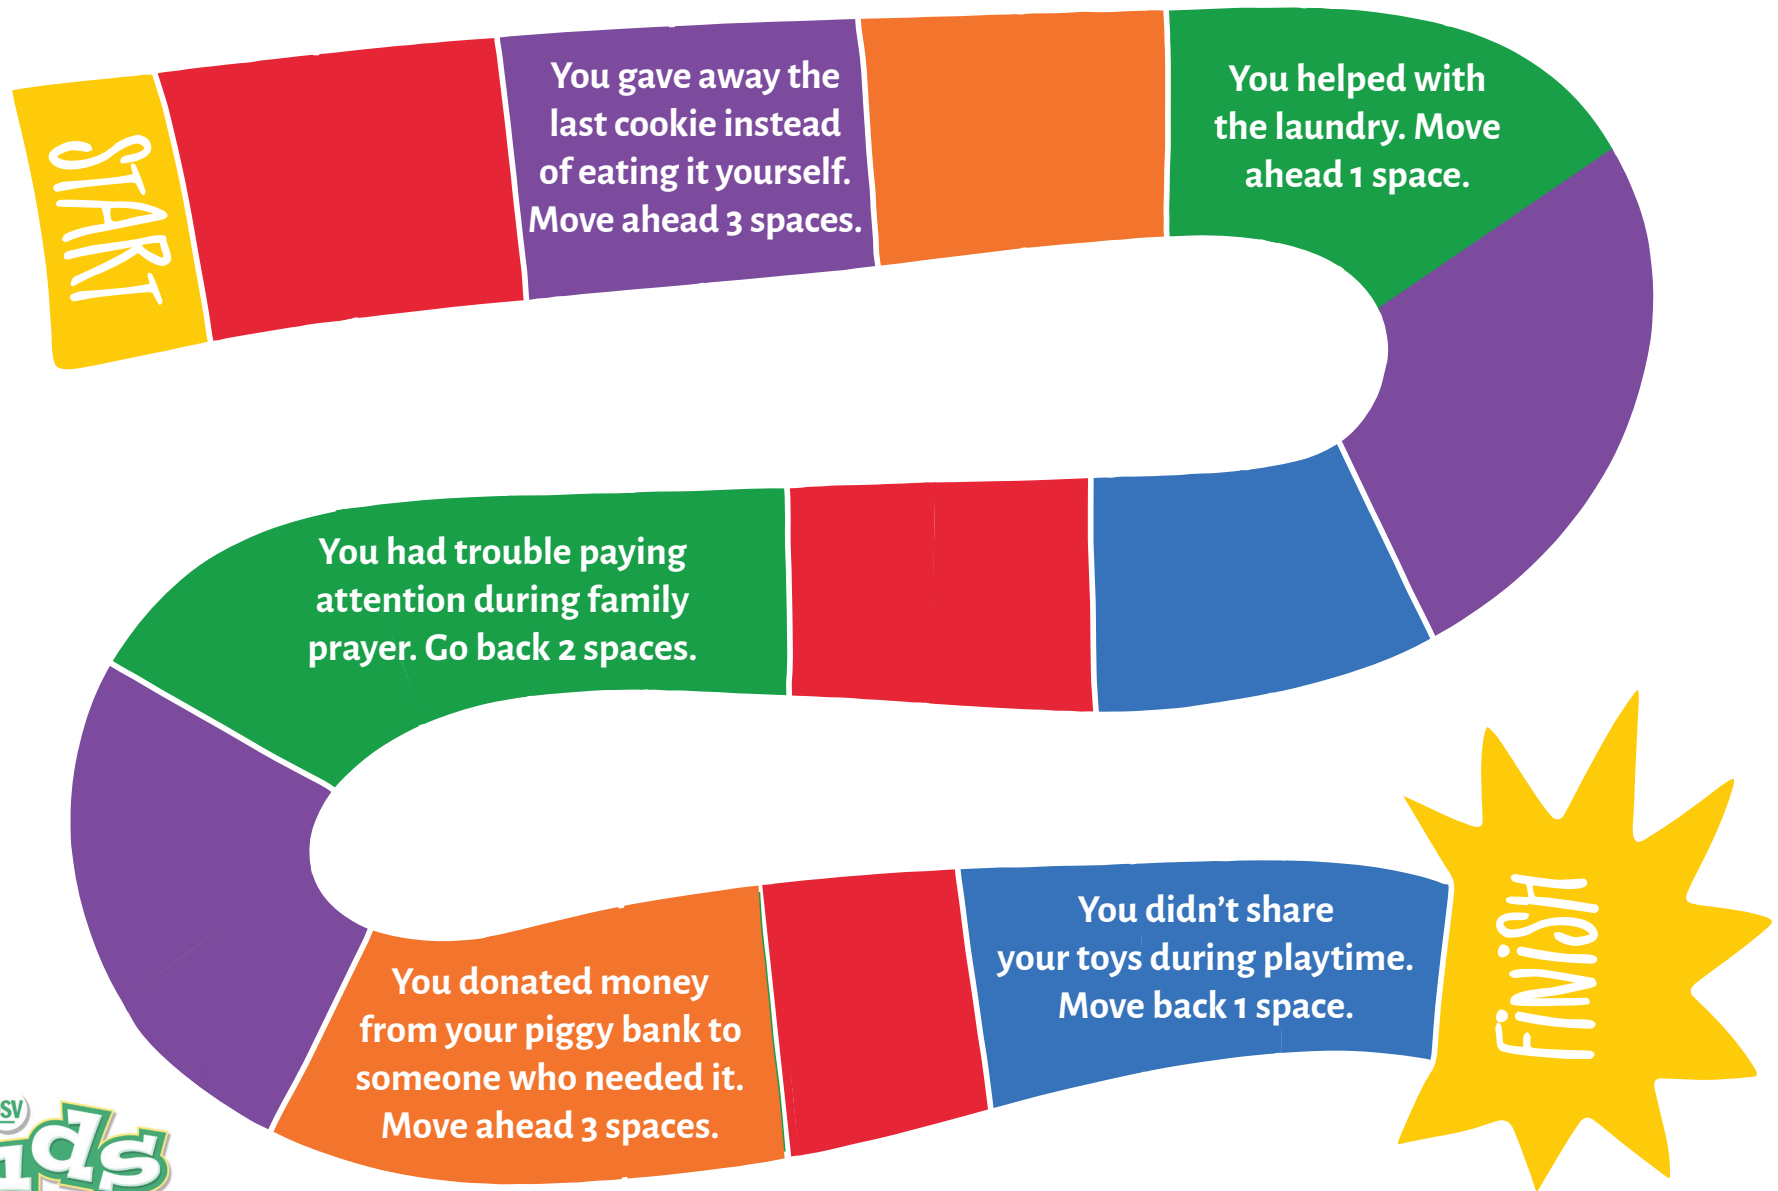 START
You gave away the
last cookie instead
of eating it yourself.
Move ahead 3 spaces.
You helped with
the laundry. Move
ahead 1 space.
You had trouble paying
attention during family
prayer. Go back 2 spaces.
You donated money
from your piggy bank to
someone who needed it.
Move ahead 3 spaces.
You didn’t share
your toys during playtime.
Move back 1 space.
FINISH